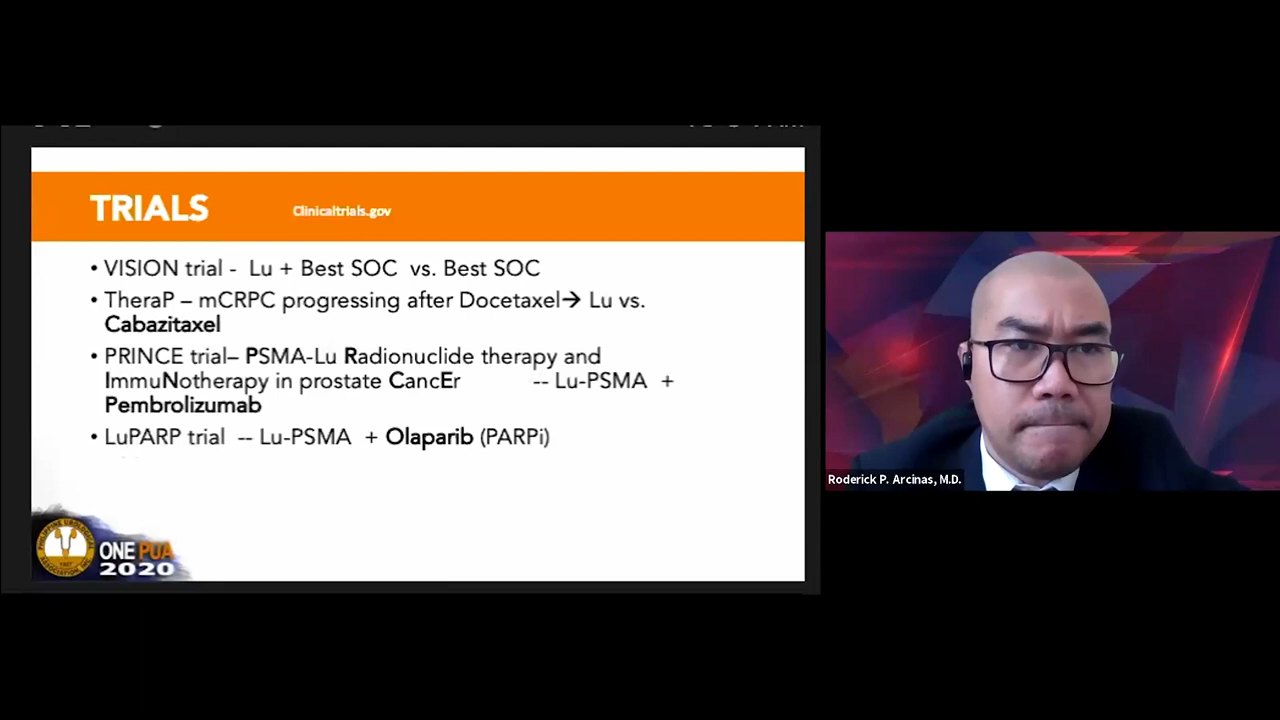 TRIALS
Clinicaltrials.gov
• VISION trial - Lu + Best SOC vs. Best SOC
• TheraP – mCRPC progressing after Docetaxel→ Lu vs.
Cabazitaxel
• PRINCE trial– PSMA-Lu Radionuclide therapy and
ImmuNotherapy in prostate CancEr -- Lu-PSMA +
Pembrolizumab
• LuPARP trial -- Lu-PSMA + Olaparib (PARPi)
ONE PUA
2020
Roderick P. Arcinas, M.D.